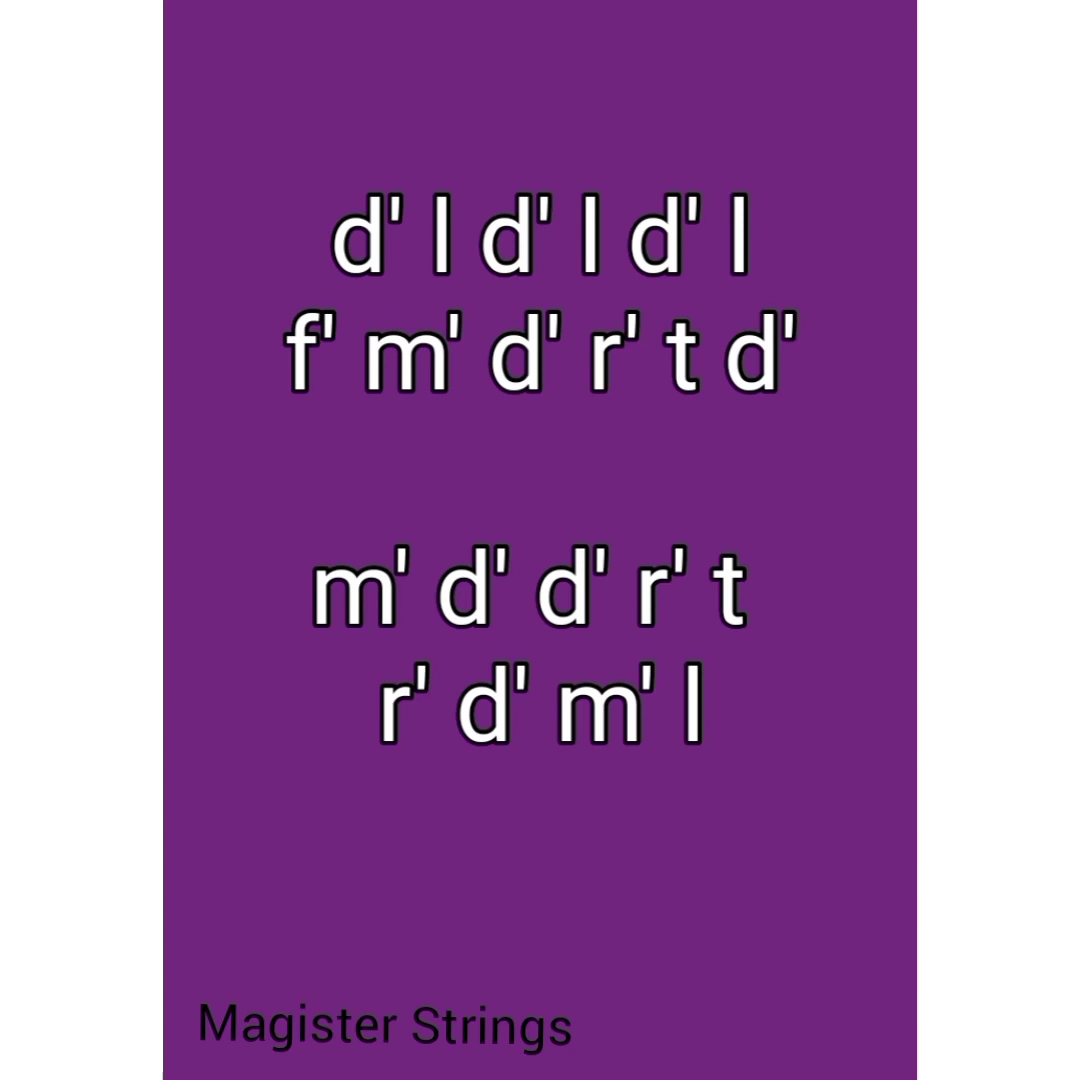 d' l d' l d' l
f' m' d' r' t d'
m' d' d' r' t
r' d' m' l
Magister Strings